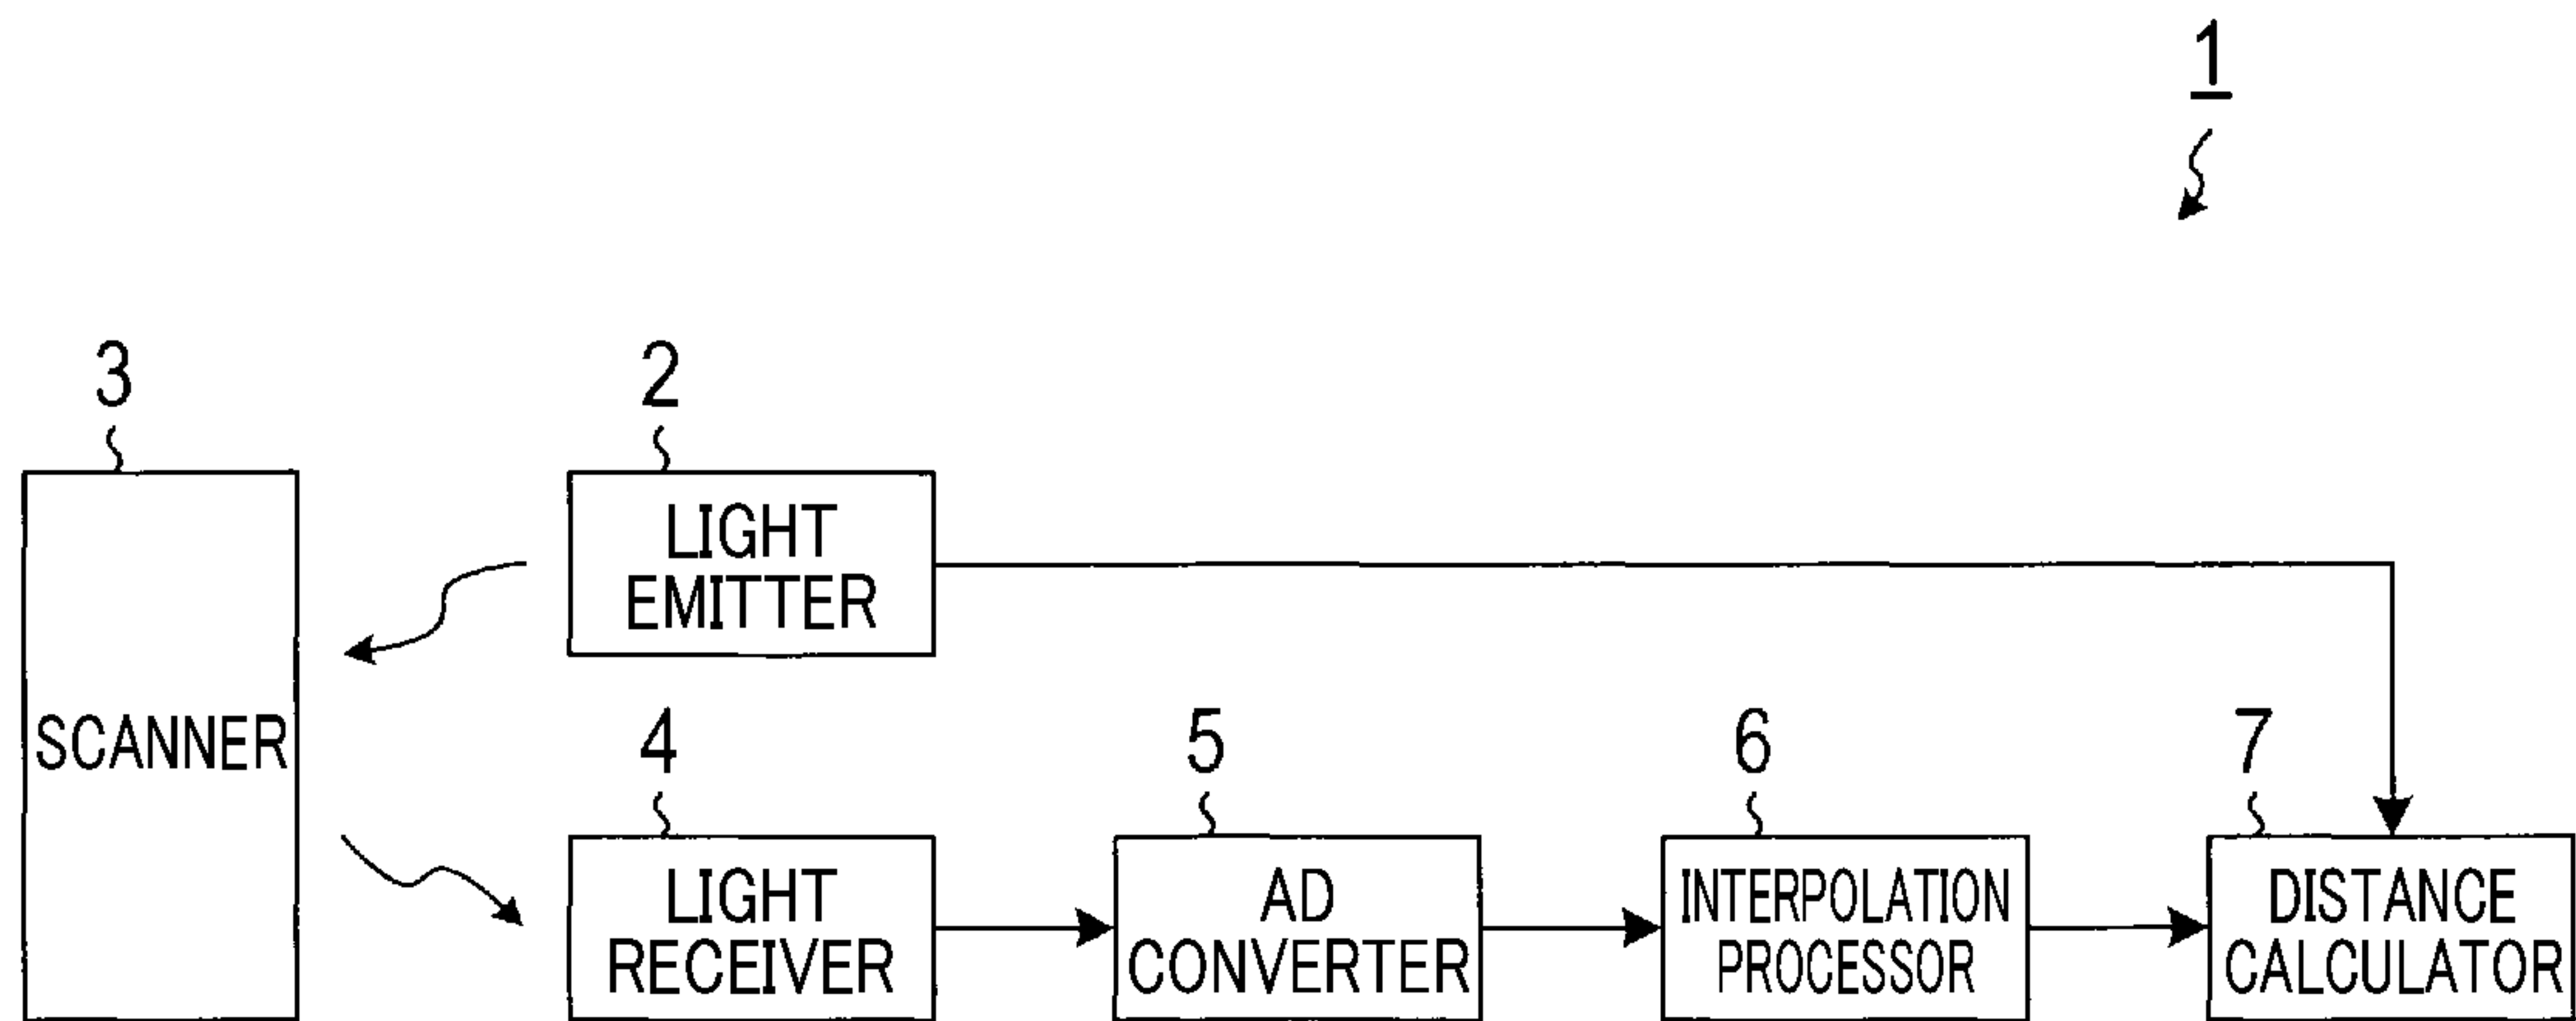 1
3
2
LIGHT
EMITTER
SCANNER
4
5
6
7
LIGHT
RECEIVER
AD
CONVERTER
INTERPOLATION
PROCESSOR
DISTANCE
CALCULATOR